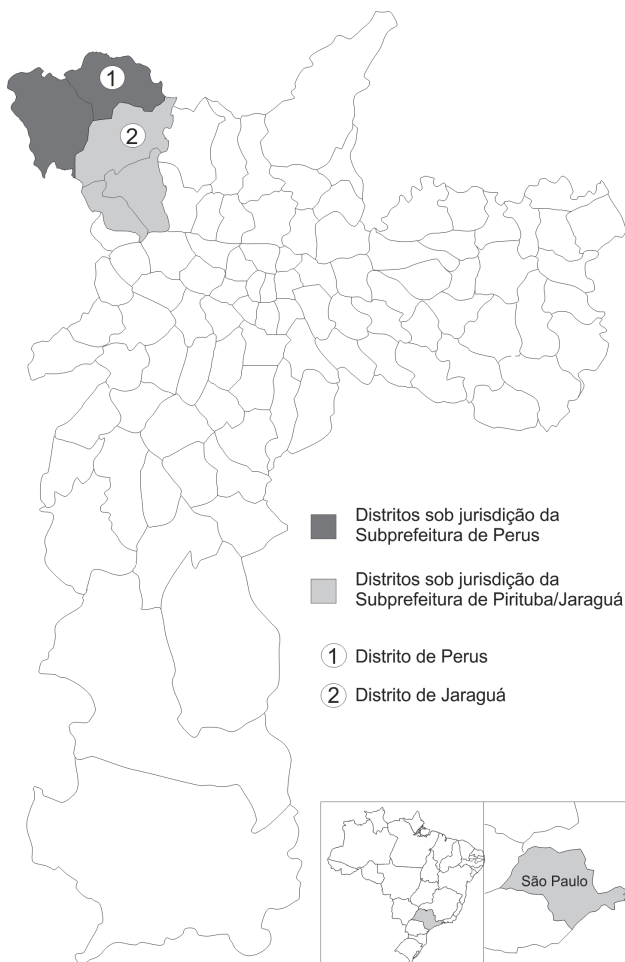 1
2
Distritos sob jurisdição da
Subprefeitura de Perus
Distritos sob jurisdição da
Subprefeitura de Pirituba/Jaraguá
1 Distrito de Perus
2 Distrito de Jaraguá
São Paulo